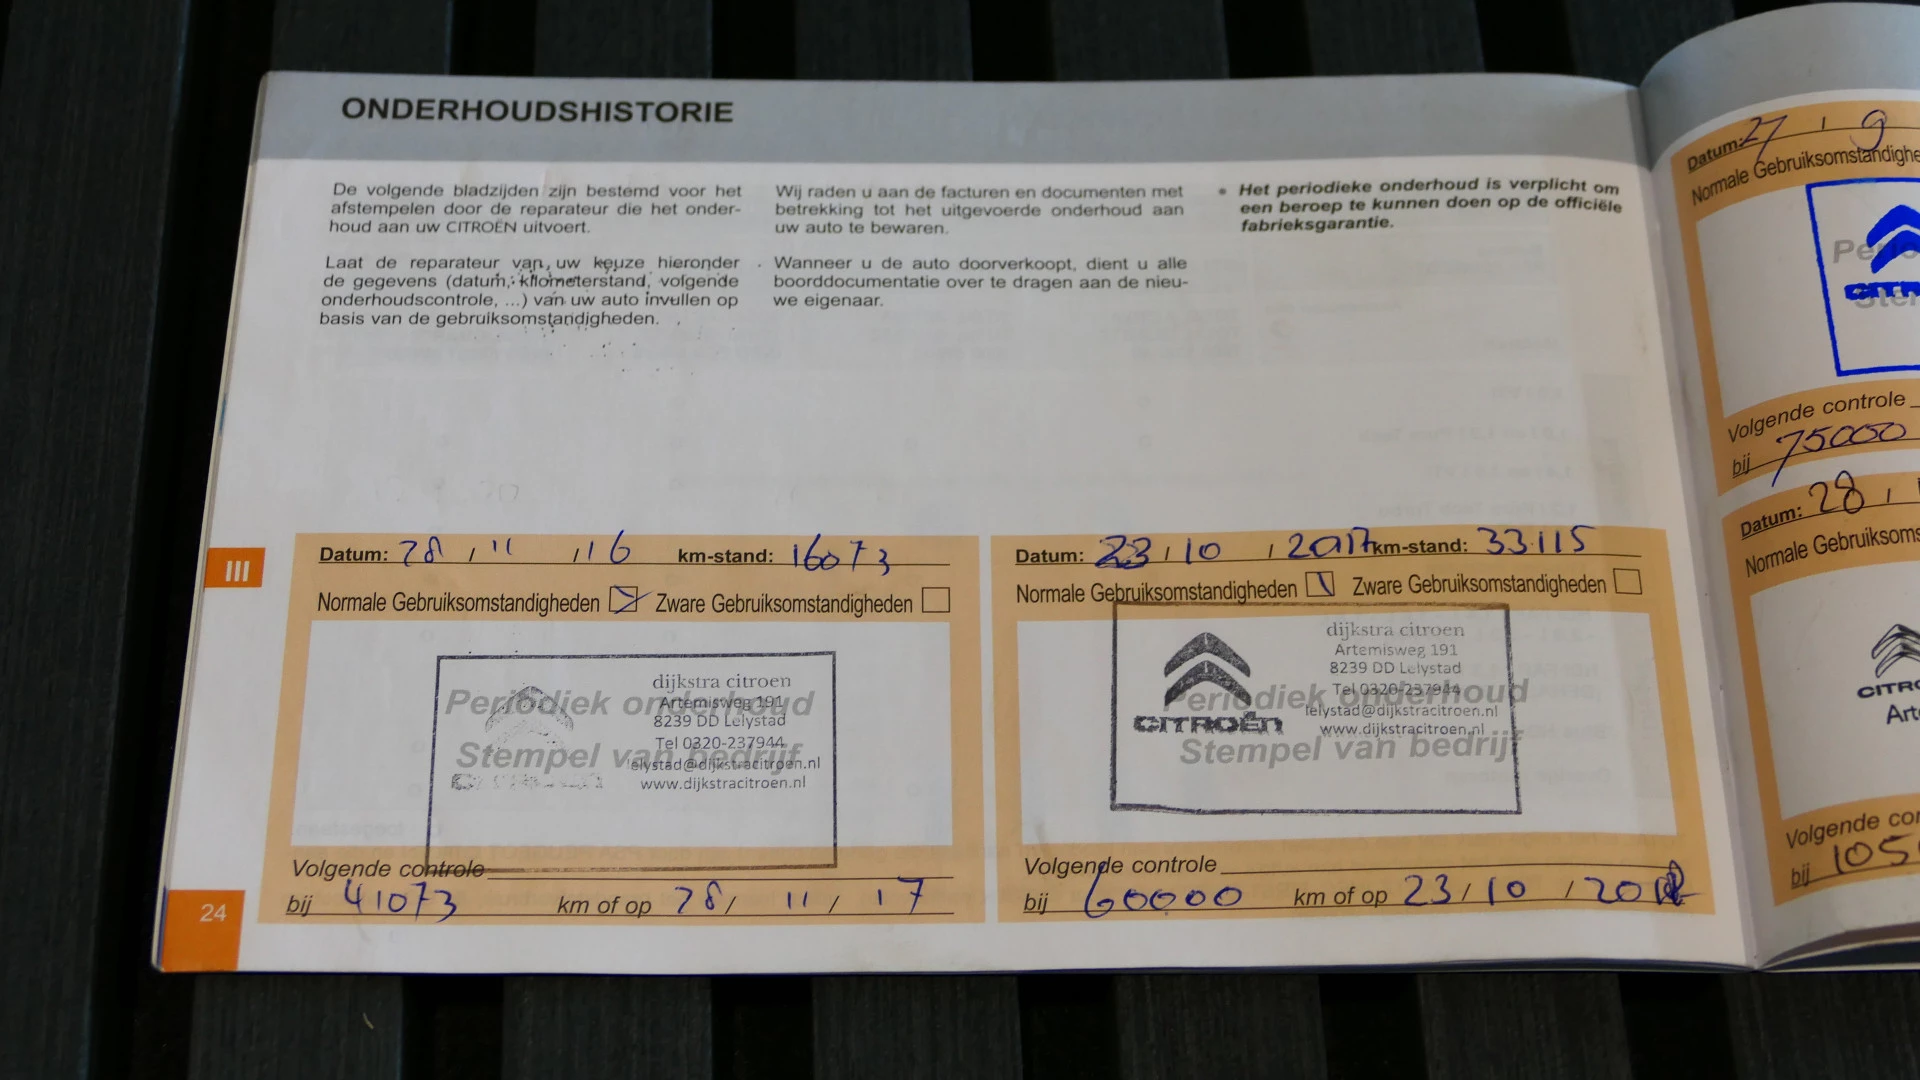 ONDERHOUDSHISTORIE
De volgende bladzijden zijn bestemd voor het
afstempelen door de reparateur die het onder-
houd aan uw CITROËN uitvoert.
Laat de reparateur van uw keuze hieronder
de gegevens (datum, kilometerstand, volgende
onderhoudscontrole, ...) van uw auto invullen op
basis van de gebruiksomstandigheden.
Wij raden u aan de facturen en documenten met
betrekking tot het uitgevoerde onderhoud aan
uw auto te bewaren.
Wanneer u de auto doorverkoopt, dient u alle
boorddocumentatie over te dragen aan de nieu-
we eigenaar.
• Het periodieke onderhoud is verplicht om
een beroep te kunnen doen op de officiële
fabrieksgarantie.
III
Datum: 28 / 11 / 16 km-stand: 16073
Normale Gebruiksomstandigheden Zware Gebruiksomstandigheden
Periodiek onderhoud
Stempel van bedrijf
dijkstra citroen
Artemisweg 191
8239 DD Lelystad
Tel 0320-237944
lelystad@dijkstracitroen.nl
www.dijkstracitroen.nl
CITROËN
Volgende controle
bij 41073 km of op 28 / 11 / 17
Datum: 23 / 10 / 2017 km-stand: 33.115
Normale Gebruiksomstandigheden Zware Gebruiksomstandigheden
Periodiek onderhoud
Stempel van bedrijf
dijkstra citroen
Artemisweg 191
8239 DD Lelystad
Tel 0320-237944
lelystad@dijkstracitroen.nl
www.dijkstracitroen.nl
CITROËN
Volgende controle
bij 60000 km of op 23 / 10 / 2018
24
Datum: 27 / 9
Normale Gebruiksomstandighe
Volgende controle
bij 75000
Datum: 28 /
Normale Gebruiksoms
CITRO
Art
Volgende con
bij 105